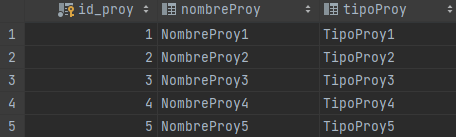 id_proy nombreProy tipoProy
1 1 NombreProy1 TipoProy1
2 2 NombreProy2 TipoProy2
3 3 NombreProy3 TipoProy3
4 4 NombreProy4 TipoProy4
5 5 NombreProy5 TipoProy5